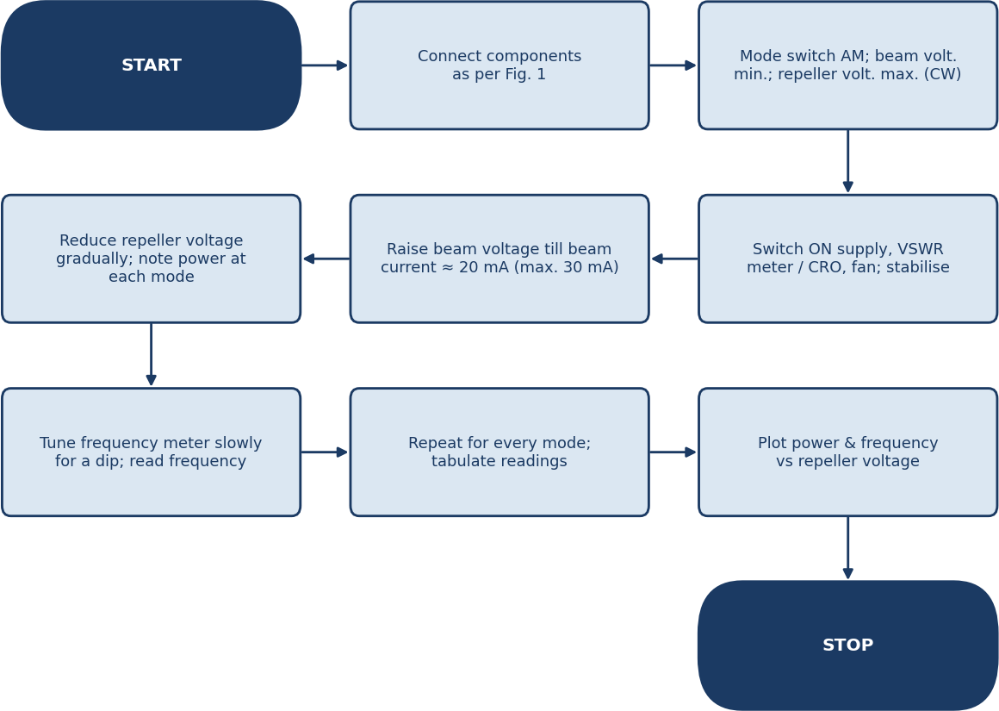 START
Connect components
as per Fig. 1
Mode switch AM; beam volt.
min.; repeller volt. max. (CW)
Switch ON supply, VSWR
meter / CRO, fan; stabilise
Raise beam voltage till beam
current ≈ 20 mA (max. 30 mA)
Reduce repeller voltage
gradually; note power at
each mode
Tune frequency meter slowly
for a dip; read frequency
Repeat for every mode;
tabulate readings
Plot power & frequency
vs repeller voltage
STOP